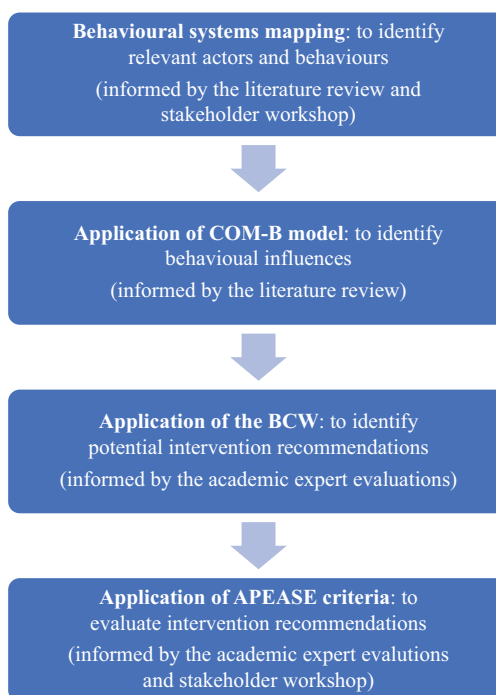 Behavioural systems mapping: to identify
relevant actors and behaviours
(informed by the literature review and
stakeholder workshop)
Application of COM-B model: to identify
behavioual influences
(informed by the literature review)
Application of the BCW: to identify
potential intervention recommendations
(informed by the academic expert evaluations)
Application of APEASE criteria: to
evaluate intervention recommendations
(informed by the academic expert evalutions
and stakeholder workshop)